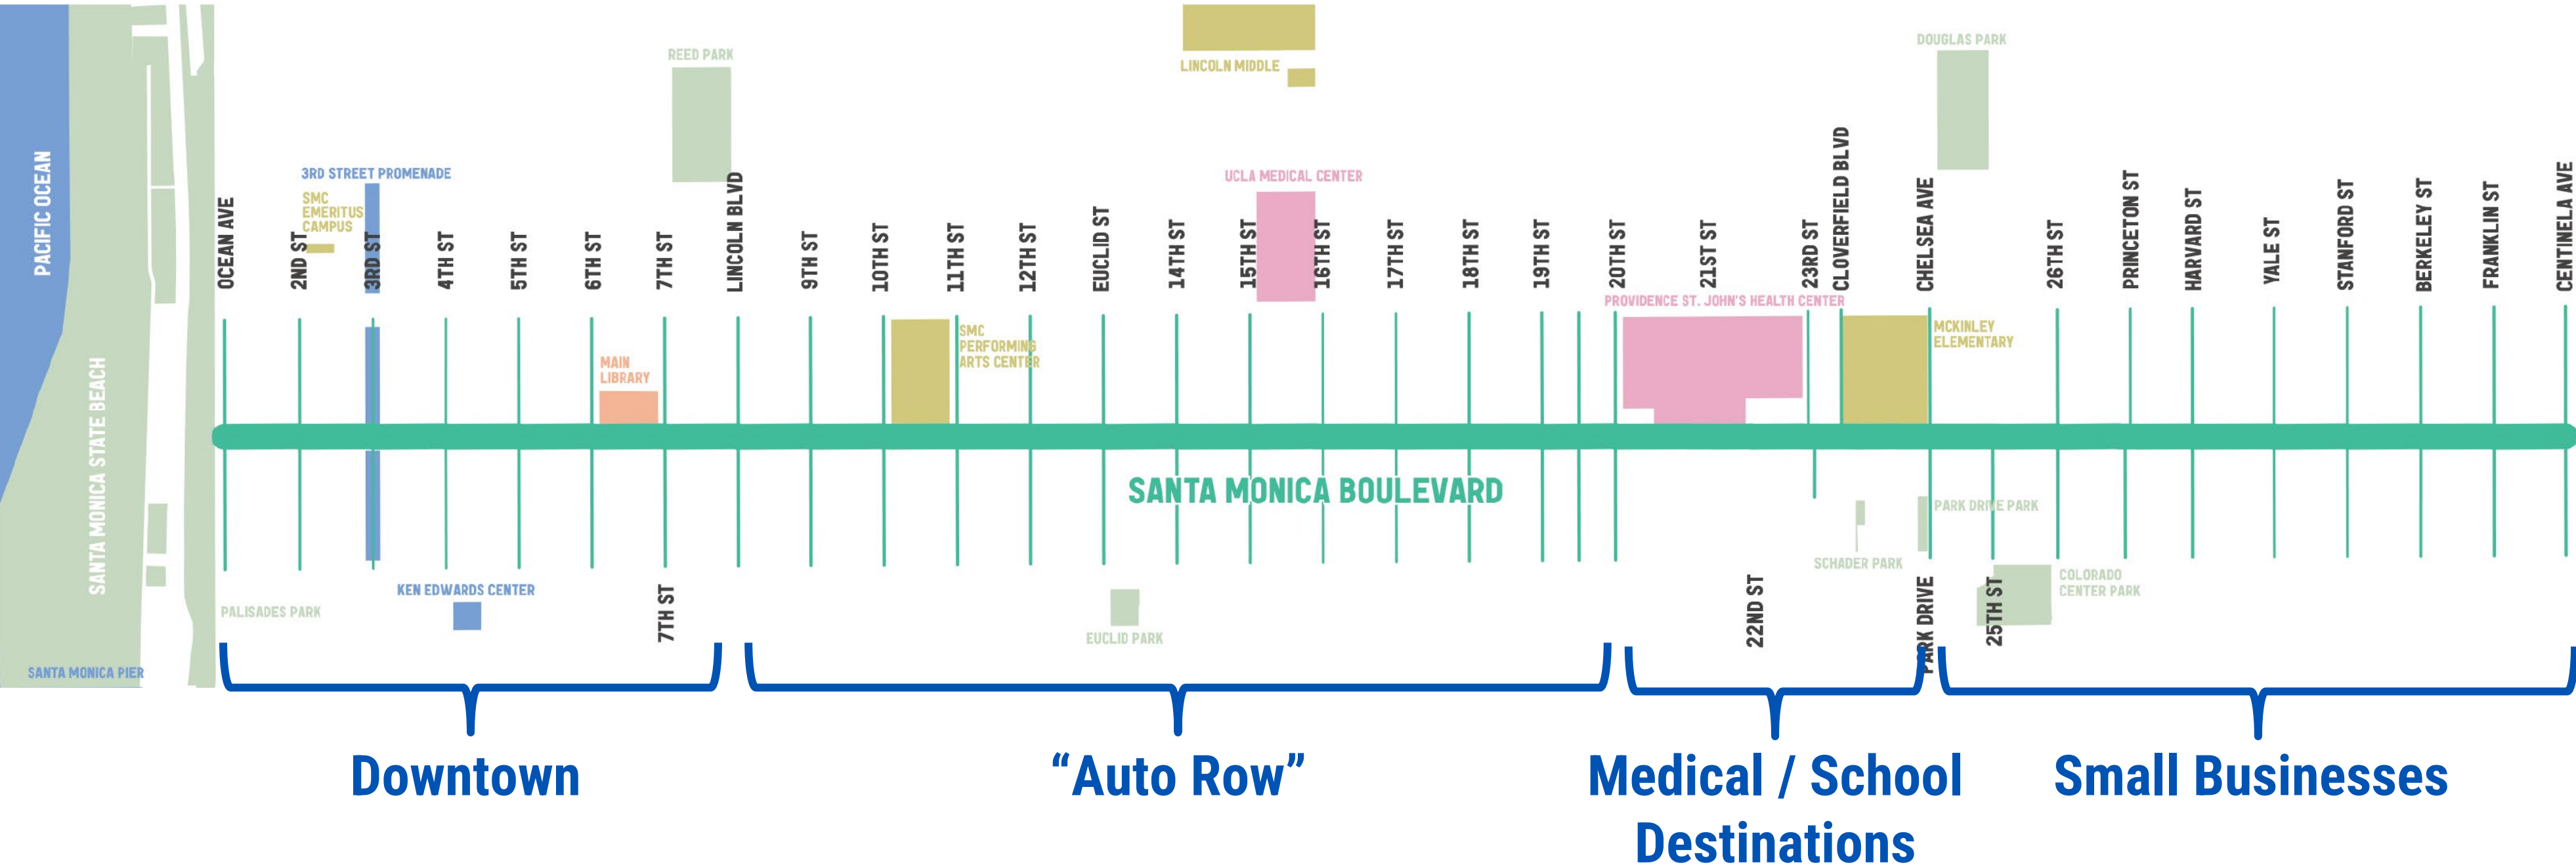 REED PARK
LINCOLN MIDDLE
DOUGLAS PARK
PACIFIC OCEAN
SANTA MONICA STATE BEACH
3RD STREET PROMENADE
SMC
EMERITUS
CAMPUS
UCLA MEDICAL CENTER
OCEAN AVE
2ND ST
3RD ST
4TH ST
5TH ST
6TH ST
7TH ST
LINCOLN BLVD
9TH ST
10TH ST
11TH ST
12TH ST
EUCLID ST
14TH ST
15TH ST
16TH ST
17TH ST
18TH ST
19TH ST
20TH ST
21ST ST
23RD ST
CLOVERFIELD BLVD
CHELSEA AVE
26TH ST
PRINCETON ST
HARVARD ST
YALE ST
STANFORD ST
BERKELEY ST
FRANKLIN ST
CENTINELA AVE
PROVIDENCE ST. JOHN'S HEALTH CENTER
MAIN
LIBRARY
SMC
PERFORMING
ARTS CENTER
MCKINLEY
ELEMENTARY
SANTA MONICA BOULEVARD
PARK DRIVE PARK
SCHADER PARK
COLORADO
CENTER PARK
KEN EDWARDS CENTER
PALISADES PARK
7TH ST
EUCLID PARK
22ND ST
PARK DRIVE
25TH ST
SANTA MONICA PIER
Downtown
“Auto Row”
Medical / School
Destinations
Small Businesses